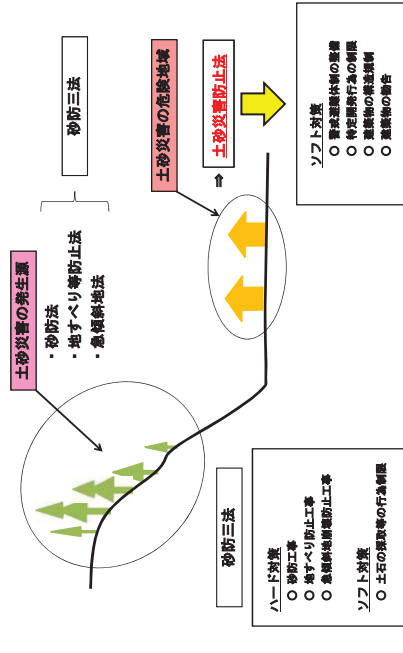 土砂災害の発生源
・砂防法
・地すべり等防止法
・急傾斜地法
砂防三法
土砂災害の危険地域
⇒ 土砂災害防止法
砂防三法
ハード対策
○ 砂防工事
○ 地すべり防止工事
○ 急傾斜地崩壊防止工事
ソフト対策
○ 土石の採取等の行為制限
ソフト対策
○ 警戒避難体制の整備
○ 特定開発行為の制限
○ 建築物の構造規制
○ 建築物の勧告